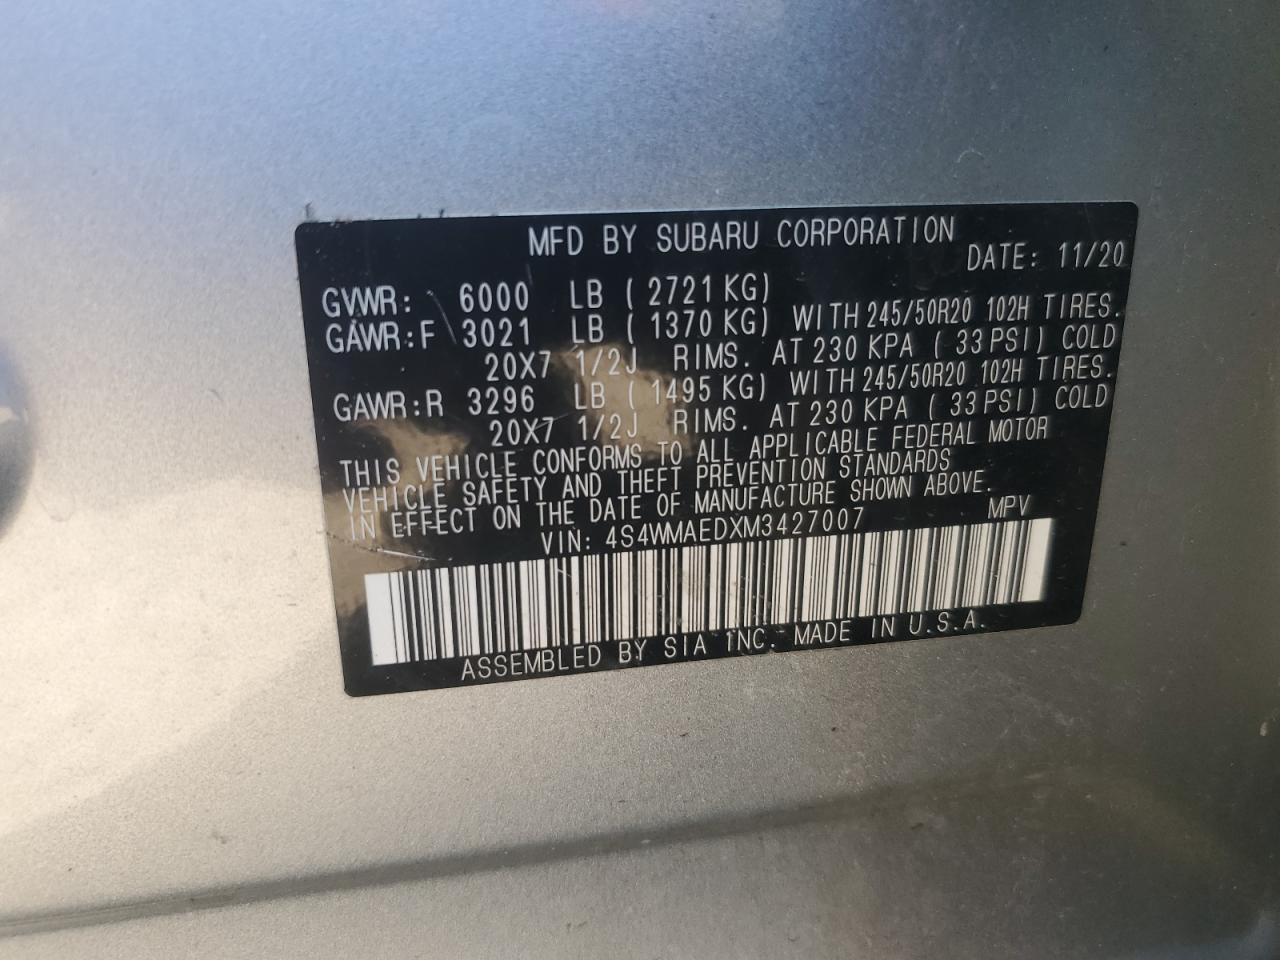 MFD BY SUBARU CORPORATION
DATE: 11/20
GVWR: 6000 LB ( 2721 KG)
GAWR:F 3021 LB ( 1370 KG) WITH 245/50R20 102H TIRES.
20X7 1/2J RIMS. AT 230 KPA ( 33 PSI) COLD
GAWR:R 3296 LB ( 1495 KG) WITH 245/50R20 102H TIRES.
20X7 1/2J RIMS. AT 230 KPA ( 33 PSI) COLD
THIS VEHICLE CONFORMS TO ALL APPLICABLE FEDERAL MOTOR
VEHICLE SAFETY AND THEFT PREVENTION STANDARDS
IN EFFECT ON THE DATE OF MANUFACTURE SHOWN ABOVE.
VIN: 4S4WMAEDXM3427007 MPV
ASSEMBLED BY SIA INC. MADE IN U.S.A.